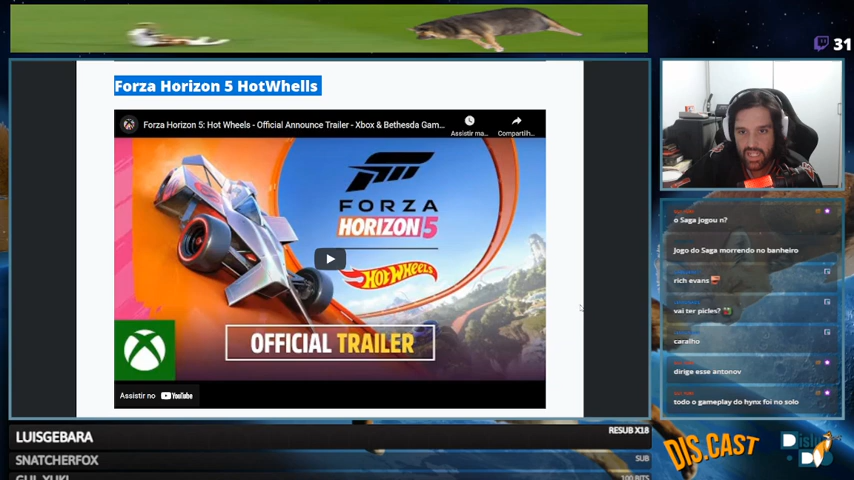 31
Forza Horizon 5 HotWhells
Forza Horizon 5: Hot Wheels - Official Announce Trailer - Xbox & Bethesda Gam...
Assistir ma...
Compartilh...
FORZA
HORIZON 5
HOT WHEELS
OFFICIAL TRAILER
Assistir no YouTube
o Saga jogou n?
Jogo do Saga morrendo no banheiro
rich evans
vai ter picles?
caralho
dirige esse antonov
todo o gameplay do hynx foi no solo
LUISGEBARA
RESUB X18
SNATCHERFOX
SUB
100 BITS
DIS.CAST